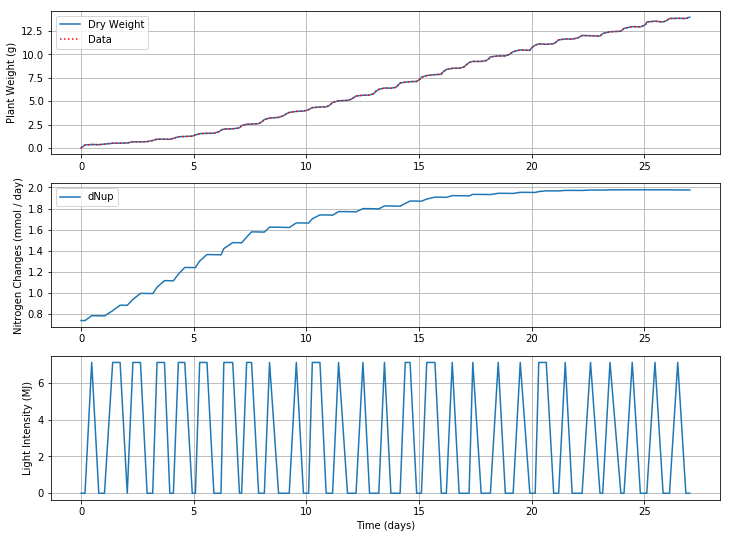 Plant Weight (g)
12.5
10.0
7.5
5.0
2.5
0.0
Dry Weight
Data
0 5 10 15 20 25
Nitrogen Changes (mmol / day)
2.0
1.8
1.6
1.4
1.2
1.0
0.8
dNup
0 5 10 15 20 25
Light Intensity (MJ)
6
4
2
0
0 5 10 15 20 25
Time (days)